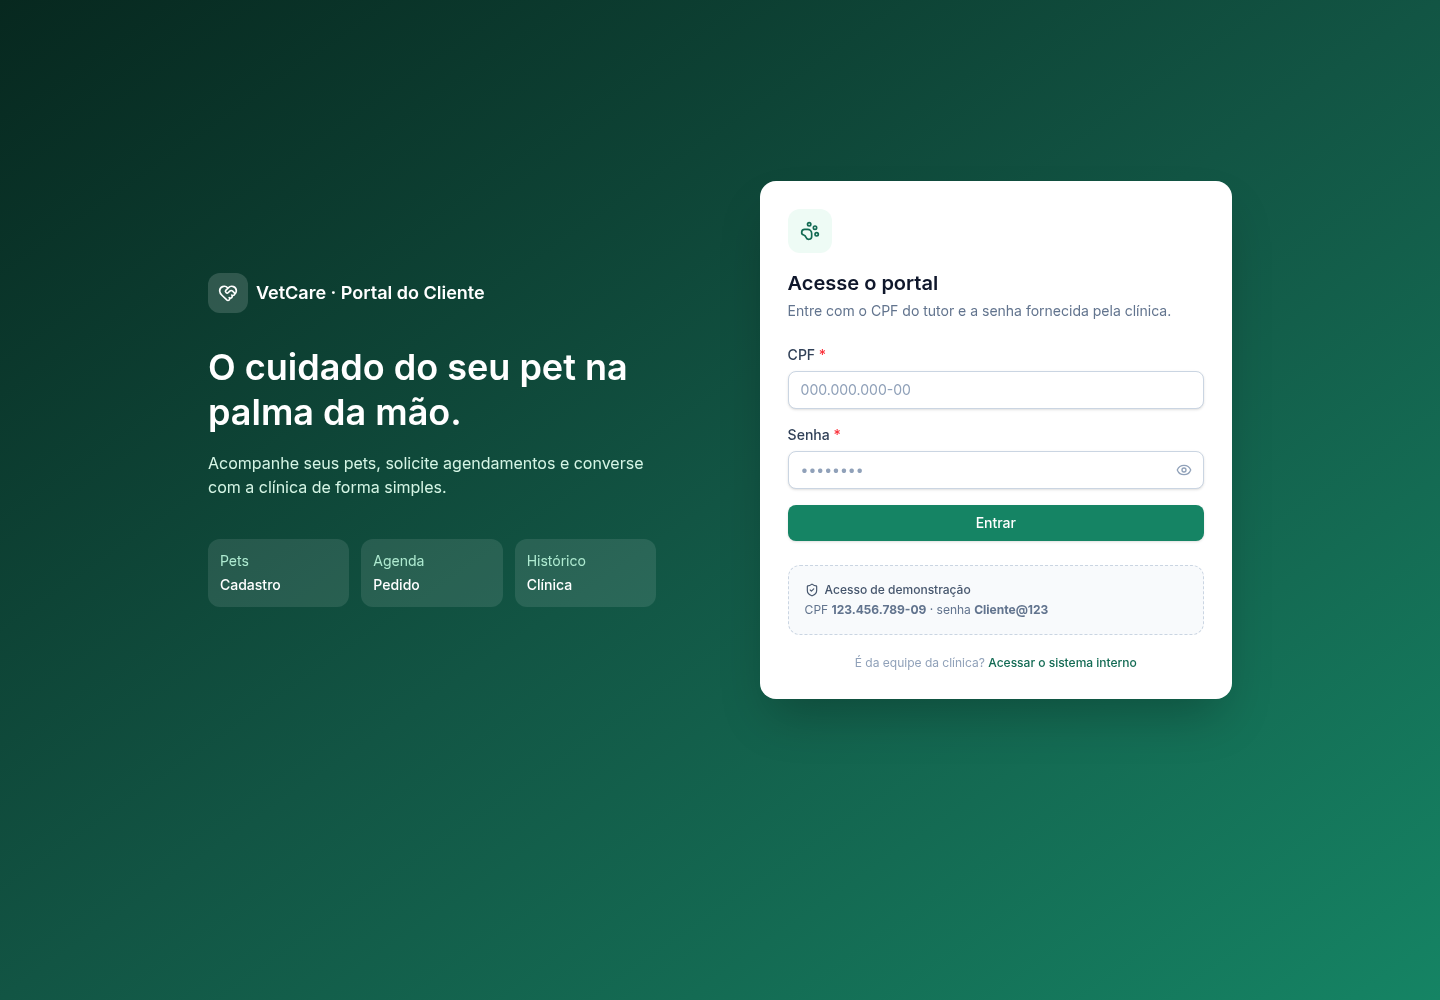 VetCare · Portal do Cliente
O cuidado do seu pet na
palma da mão.
Acompanhe seus pets, solicite agendamentos e converse
com a clínica de forma simples.
Pets
Cadastro
Agenda
Pedido
Histórico
Clínica
Acesse o portal
Entre com o CPF do tutor e a senha fornecida pela clínica.
CPF *
000.000.000-00
Senha *
••••••••
Entrar
Acesso de demonstração
CPF 123.456.789-09 · senha Cliente@123
É da equipe da clínica? Acessar o sistema interno